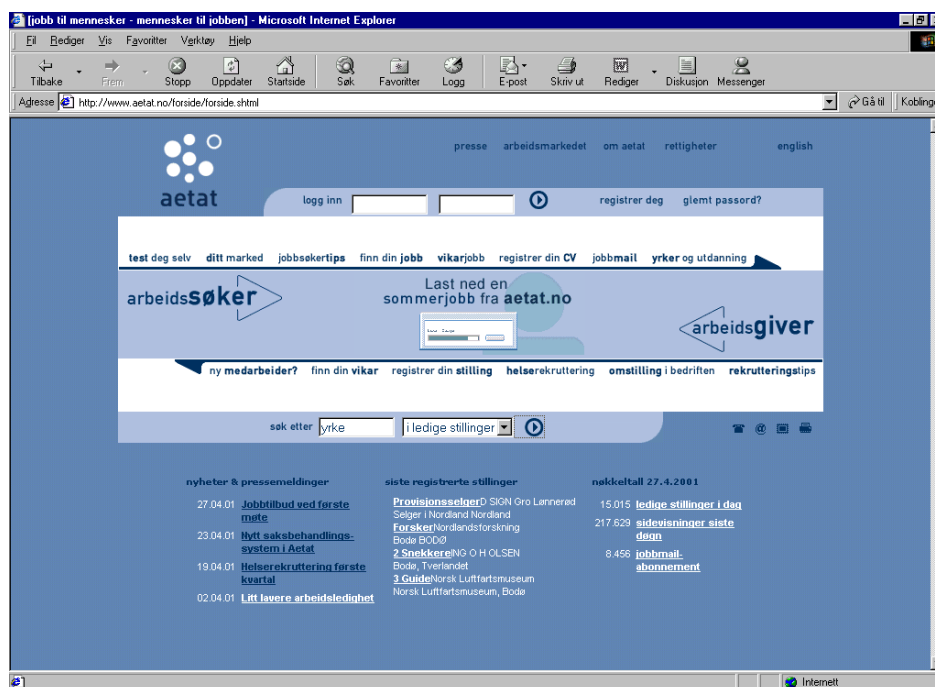 [jobb til mennesker - mennesker til jobben] - Microsoft Internet Explorer
Fil Rediger Vis Favoritter Verktøy Hjelp
Tilbake Frem Stopp Oppdater Startside Søk Favoritter Logg E-post Skriv ut Rediger Diskusjon Messenger
Adresse http://www.aetat.no/forside/forside.shtml Gå til Koblinge
presse arbeidsmarkedet om aetat rettigheter english
aetat
logg inn registrer deg glemt passord?
test deg selv ditt marked jobbsøkertips finn din jobb vikarjobb registrer din CV jobbmail yrker og utdanning
arbeidssøker
Last ned en
sommerjobb fra aetat.no
arbeidsgiver
ny medarbeider? finn din vikar registrer din stilling helserekruttering omstilling i bedriften rekrutteringstips
søk etter yrke i ledige stillinger
nyheter & pressemeldinger
27.04.01 Jobbtilbud ved første
møte
23.04.01 Nytt saksbehandlings-
system i Aetat
19.04.01 Helserekruttering første
kvartal
02.04.01 Litt lavere arbeidsledighet
siste registrerte stillinger
ProvisjonsselgerD SIGN Gro Lønnerød
Selger i Nordland Nordland
ForskerNordlandsforskning
Bodø BODØ
2 SnekkereING O H OLSEN
Bodø, Tverlandet
3 GuideNorsk Luftfartsmuseum
Norsk Luftfartsmuseum, Bodø
nøkkeltall 27.4.2001
15.015 ledige stillinger i dag
217.629 sidevisninger siste
døgn
8.456 jobbmail-
abonnement
Internett